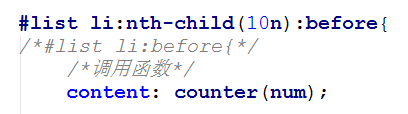 #list li:nth-child(10n):before{
/*#list li:before{*/
/*调用函数*/
content: counter(num);